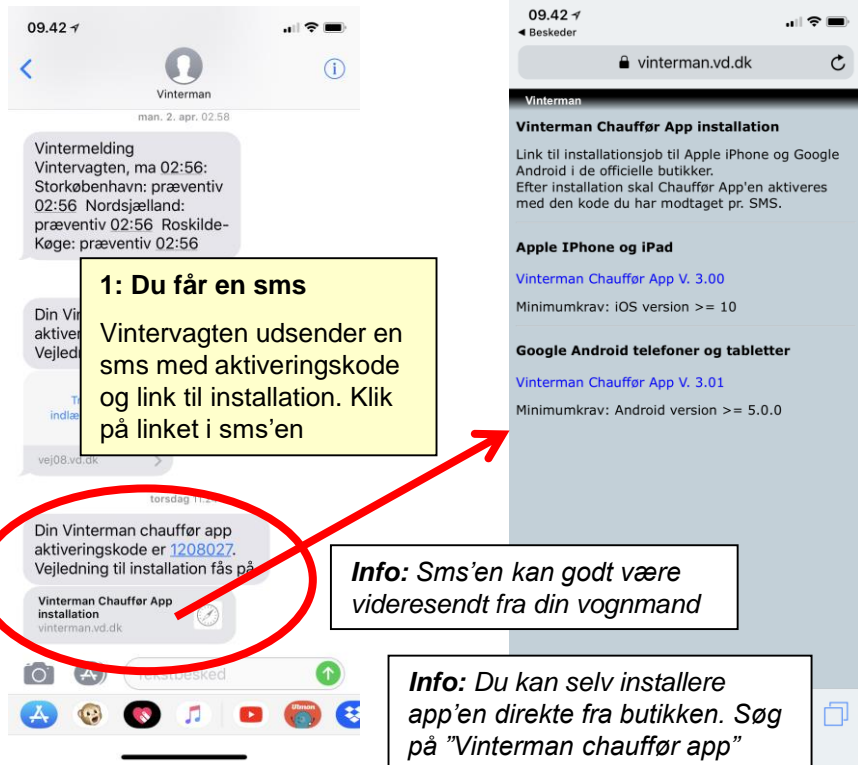 09.42
Vinterman
man. 2. apr. 02.58
Vintermelding
Vintervagten, ma 02:56:
Storkøbenhavn: præventiv
02:56  Nordsjælland:
præventiv 02:56  Roskilde-
Køge: præventiv 02:56
Din
aktive
Vejled
indlæ
vej08.vd.dk
torsdag
Din Vinterman chauffør app
aktiveringskode er 1208027.
Vejledning til installation fås på
Vinterman Chauffør App
installation
vinterman.vd.dk
Tekstbesked
1: Du får en sms
Vintervagten udsender en
sms med aktiveringskode
og link til installation. Klik
på linket i sms'en
09.42
Beskeder
vinterman.vd.dk
Vinterman
Vinterman Chauffør App installation
Link til installationsjob til Apple iPhone og Google
Android i de officielle butikker.
Efter installation skal Chauffør App'en aktiveres
med den kode du har modtaget pr. SMS.
Apple IPhone og iPad
Vinterman Chauffør App V. 3.00
Minimumkrav: iOS version >= 10
Google Android telefoner og tabletter
Vinterman Chauffør App V. 3.01
Minimumkrav: Android version >= 5.0.0
Info: Sms'en kan godt være
videresendt fra din vognmand
Info: Du kan selv installere
app'en direkte fra butikken. Søg
på ”Vinterman chauffør app”